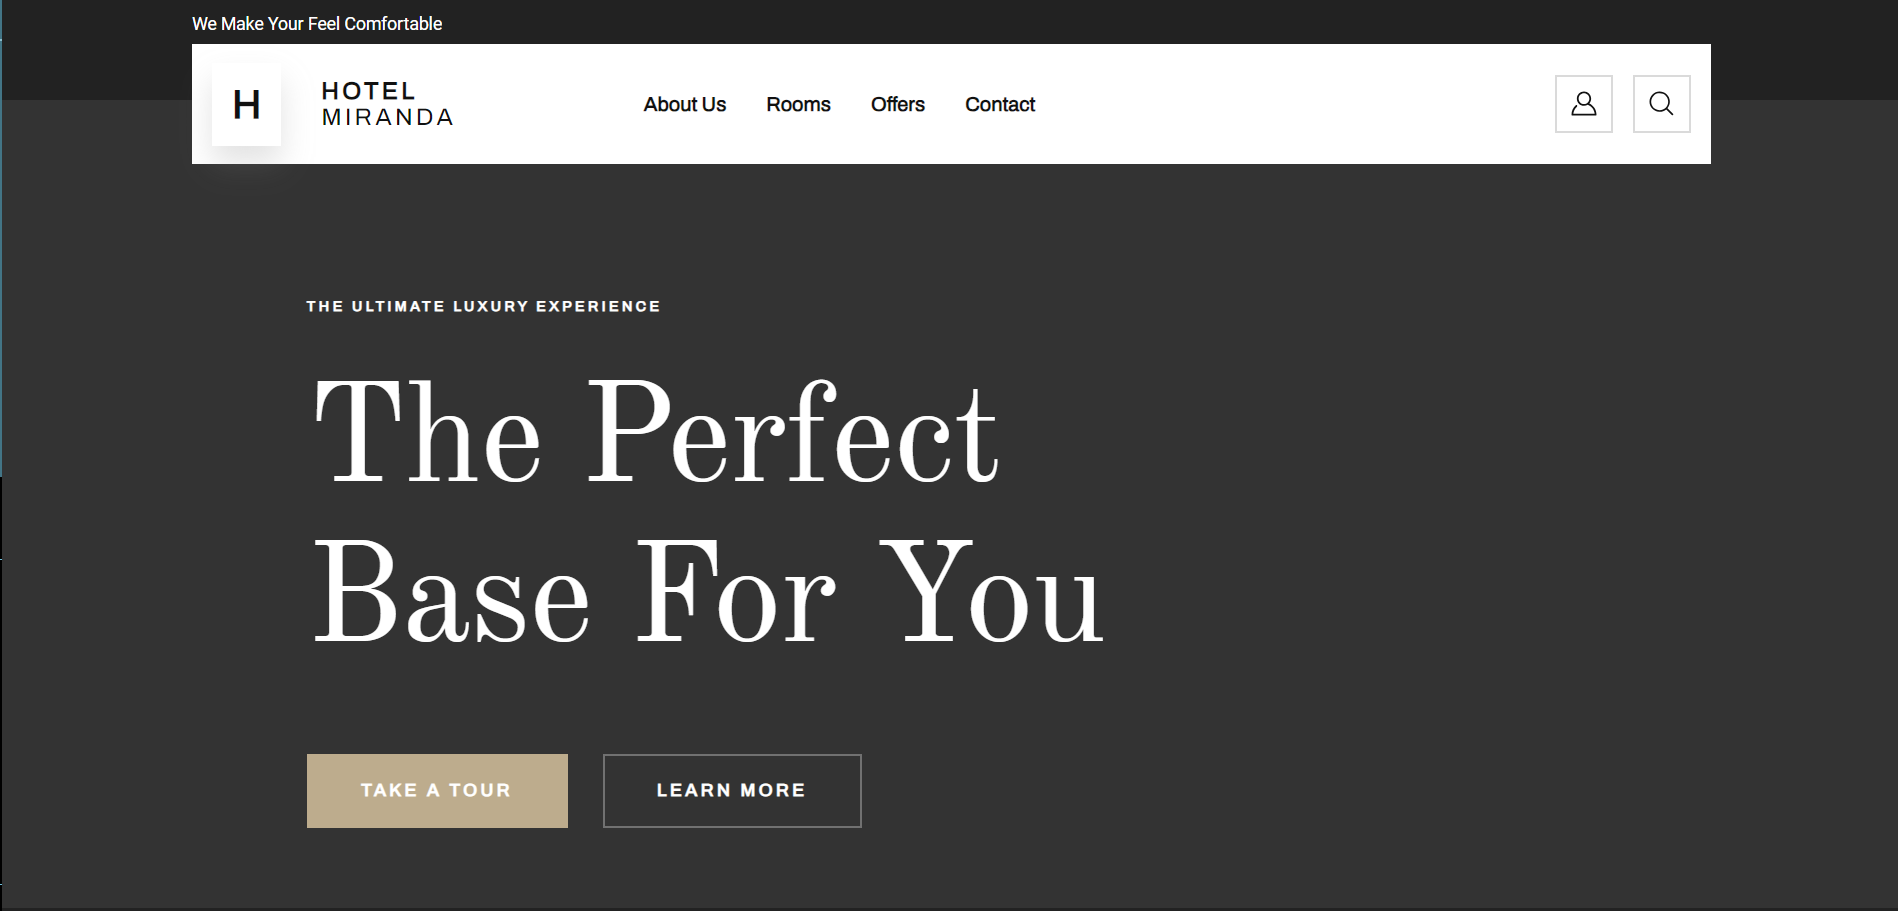 We Make Your Feel Comfortable
H
HOTEL
MIRANDA
About Us
Rooms
Offers
Contact
THE ULTIMATE LUXURY EXPERIENCE
The Perfect
Base For You
TAKE A TOUR
LEARN MORE